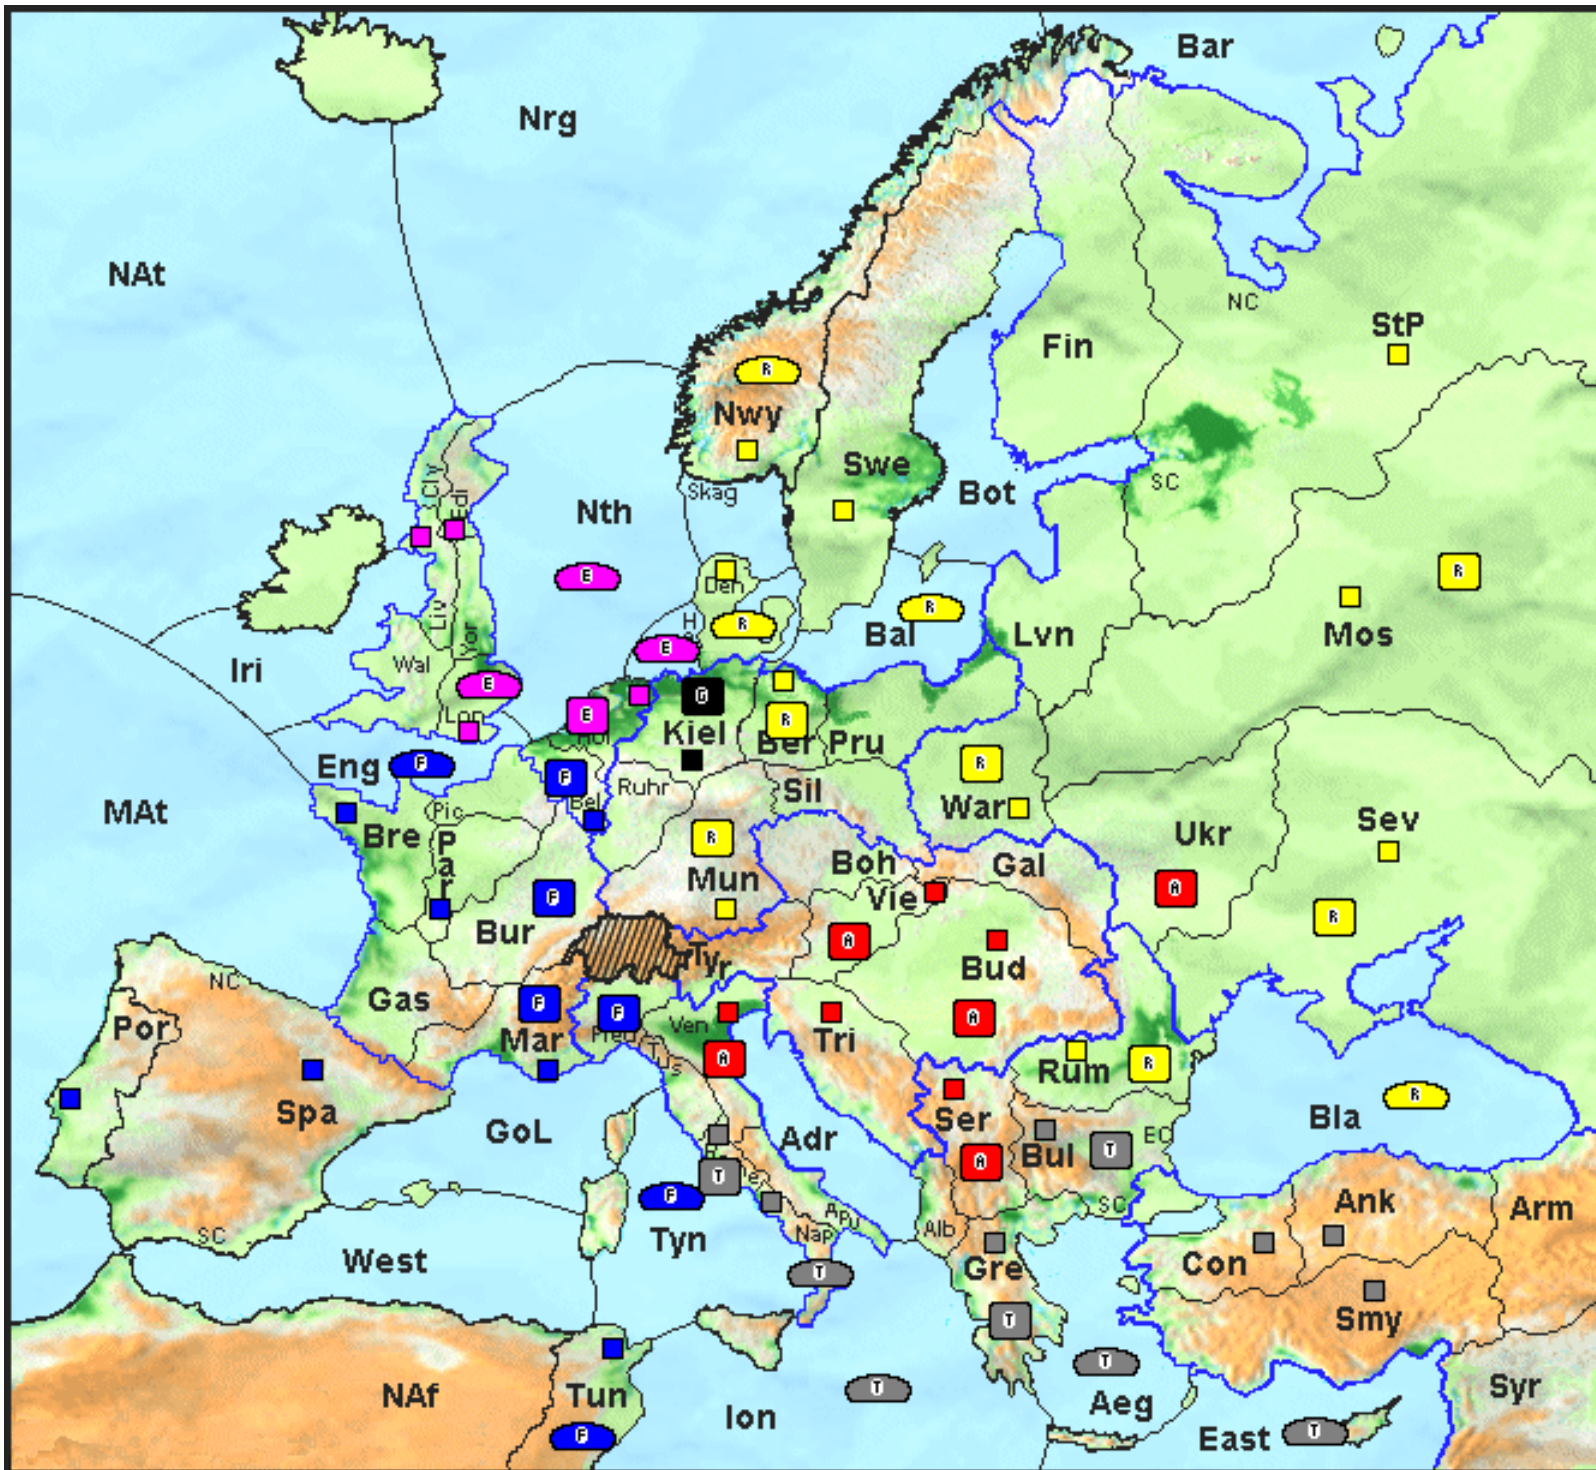 Bar
Nrg
NAt
NC
StP
Fin
R
Nwy
Swe
SC
Skag
Bot
Cly
Edi
Nth
E
Den
R
H
R
R
Bal
Lvn
Mos
Liv
Yor
Wal
Iri
E
E
G
Lon
E
R
Kiel
Ber
Pru
Hol
Eng
F
F
Ruhr
Sil
R
War
MAt
Pic
Bel
Bre
Par
R
Boh
Gal
Ukr
Sev
Mun
Vie
A
F
Bur
R
A
Tyr
Bud
NC
Gas
F
F
A
Por
Mar
Pied
Ven
Tri
Tus
A
Rum
R
R
Spa
GoL
Adr
Ser
Bla
A
Bul
T
EC
T
F
Ank
Arm
SC
SC
Apu
Alb
Nap
West
Tyn
Con
Gre
T
T
Smy
T
T
NAf
Tun
Ion
Aeg
Syr
F
East
T